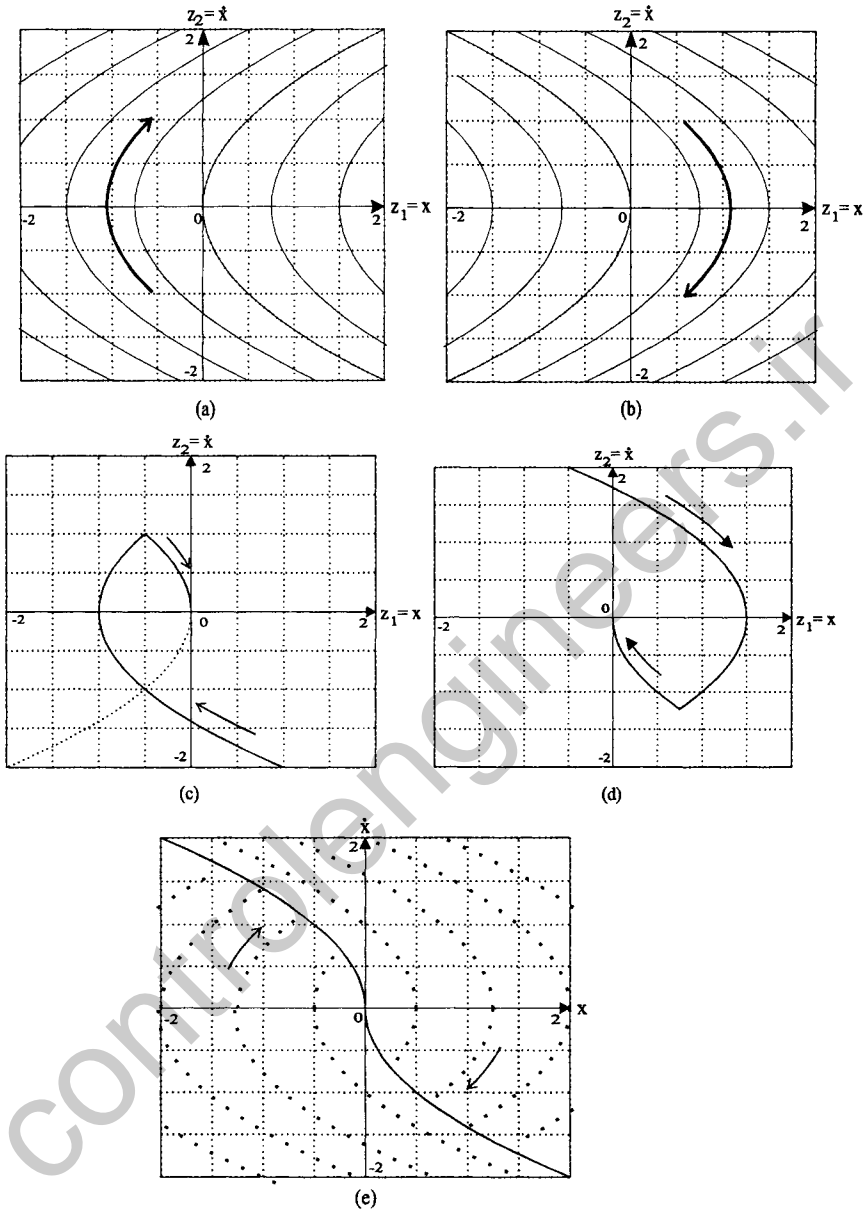 z₂= ẋ
2
-2
0
2
z₁= x
-2
(a)
z₂= ẋ
2
-2
0
2
z₁= x
-2
(b)
z₂= ẋ
2
-2
0
2
z₁= x
-2
(c)
z₂= ẋ
2
-2
0
2
z₁= x
-2
(d)
ẋ
2
-2
0
2
x
-2
(e)
controlengineers.ir